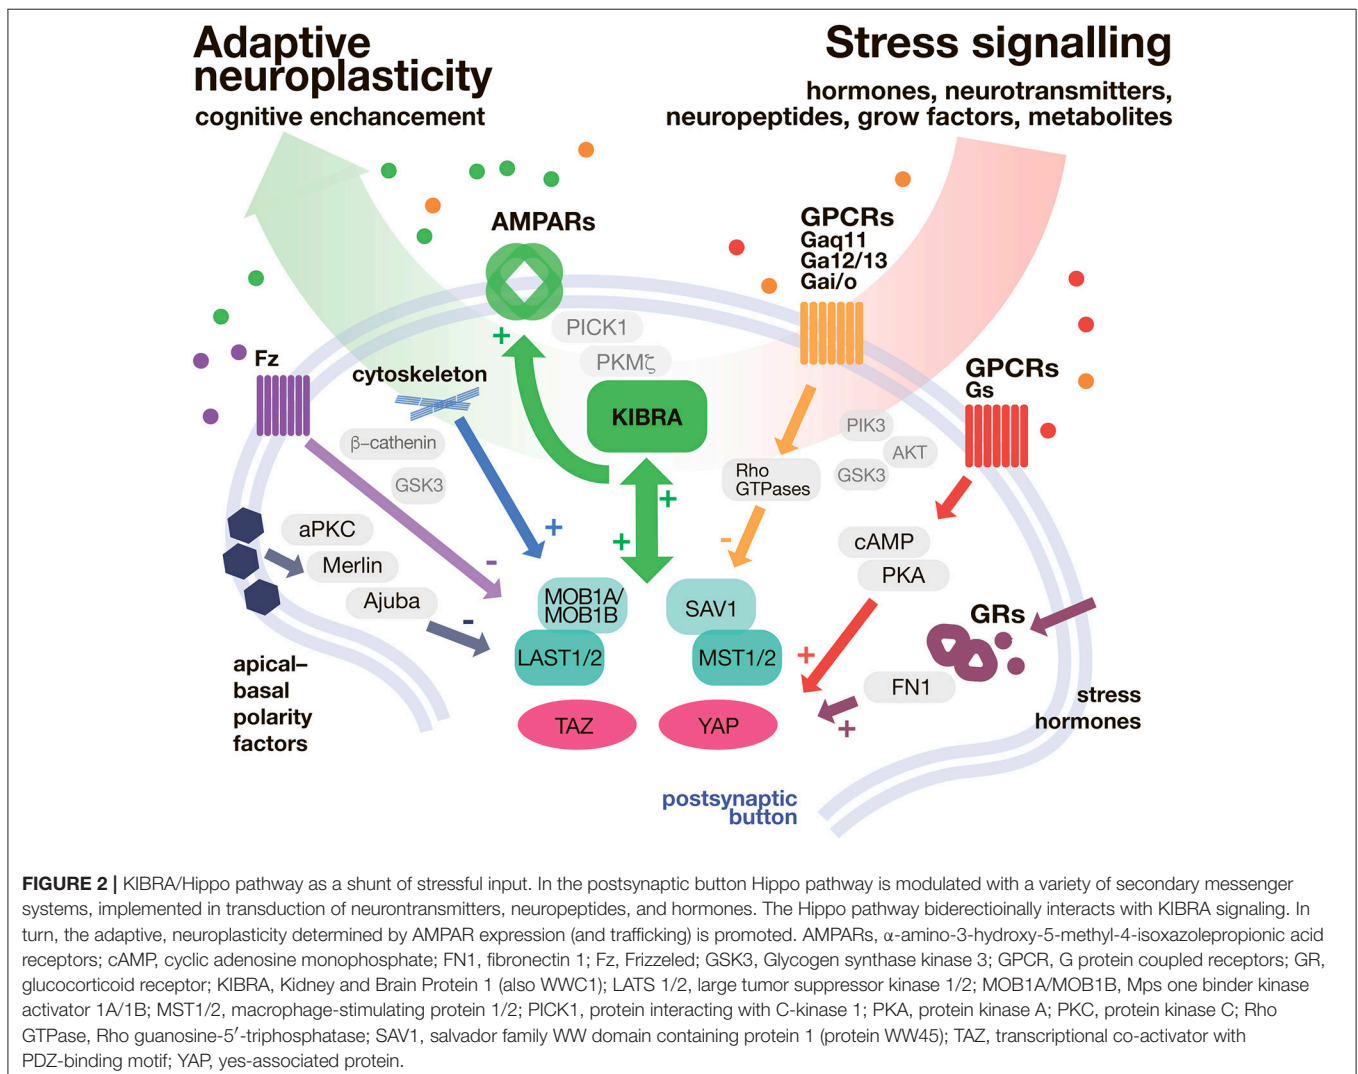 Adaptive
neuroplasticity
cognitive enchancement
Stress signalling
hormones, neurotransmitters,
neuropeptides, grow factors, metabolites
AMPARs
GPCRs
Gaq11
Ga12/13
Gai/o
PICK1
PKMζ
KIBRA
+
Fz
cytoskeleton
GPCRs
Gs
β–cathenin
GSK3
PIK3
AKT
GSK3
Rho
GTPases
+
+
+
-
-
aPKC
Merlin
Ajuba
-
cAMP
PKA
MOB1A/
MOB1B
SAV1
LAST1/2
MST1/2
+
GRs
FN1
+
TAZ
YAP
apical–
basal
polarity
factors
stress
hormones
postsynaptic
button
FIGURE 2 | KIBRA/Hippo pathway as a shunt of stressful input. In the postsynaptic button Hippo pathway is modulated with a variety of secondary messenger
systems, implemented in transduction of neurontransmitters, neuropeptides, and hormones. The Hippo pathway biderectioinally interacts with KIBRA signaling. In
turn, the adaptive, neuroplasticity determined by AMPAR expression (and trafficking) is promoted. AMPARs, α-amino-3-hydroxy-5-methyl-4-isoxazolepropionic acid
receptors; cAMP, cyclic adenosine monophosphate; FN1, fibronectin 1; Fz, Frizzeled; GSK3, Glycogen synthase kinase 3; GPCR, G protein coupled receptors; GR,
glucocorticoid receptor; KIBRA, Kidney and Brain Protein 1 (also WWC1); LATS 1/2, large tumor suppressor kinase 1/2; MOB1A/MOB1B, Mps one binder kinase
activator 1A/1B; MST1/2, macrophage-stimulating protein 1/2; PICK1, protein interacting with C-kinase 1; PKA, protein kinase A; PKC, protein kinase C; Rho
GTPase, Rho guanosine-5′-triphosphatase; SAV1, salvador family WW domain containing protein 1 (protein WW45); TAZ, transcriptional co-activator with
PDZ-binding motif; YAP, yes-associated protein.